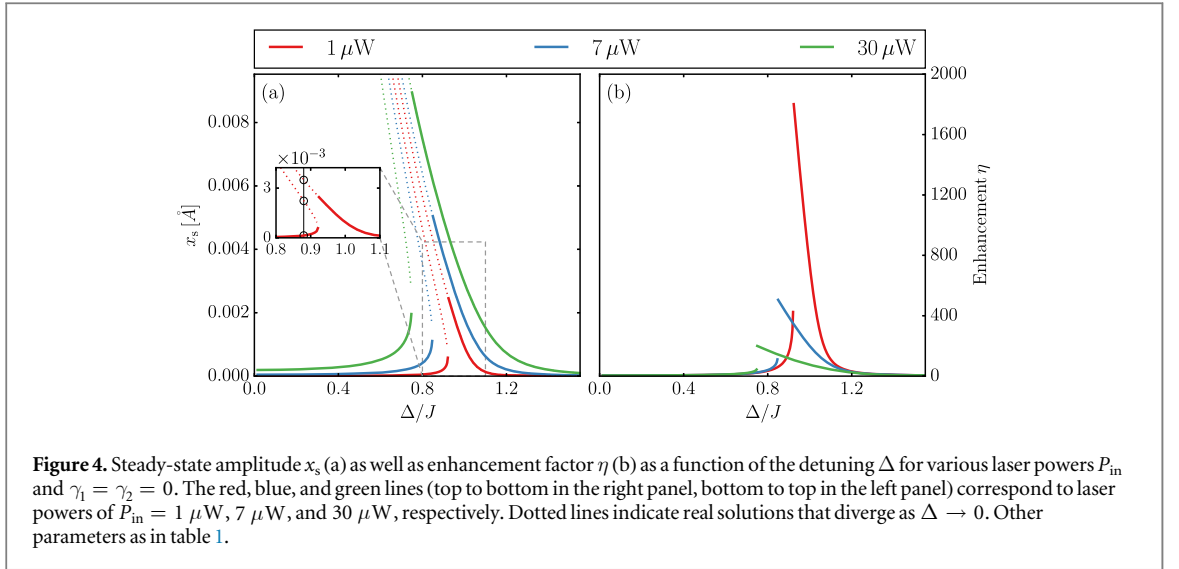 1 μW 7 μW 30 μW
(a)
0.008
0.006
0.004
0.002
0.000
x_s [Å]
×10⁻³
3
0
0.8 0.9 1.0 1.1
0.0 0.4 0.8 1.2
Δ/J
(b)
2000
1600
1200
800
400
0
Enhancement η
0 0.4 0.8 1.2
Δ/J
Figure 4. Steady-state amplitude x_s (a) as well as enhancement factor η (b) as a function of the detuning Δ for various laser powers P_in
and γ₁ = γ₂ = 0. The red, blue, and green lines (top to bottom in the right panel, bottom to top in the left panel) correspond to laser
powers of P_in = 1 μW, 7 μW, and 30 μW, respectively. Dotted lines indicate real solutions that diverge as Δ → 0. Other
parameters as in table 1.